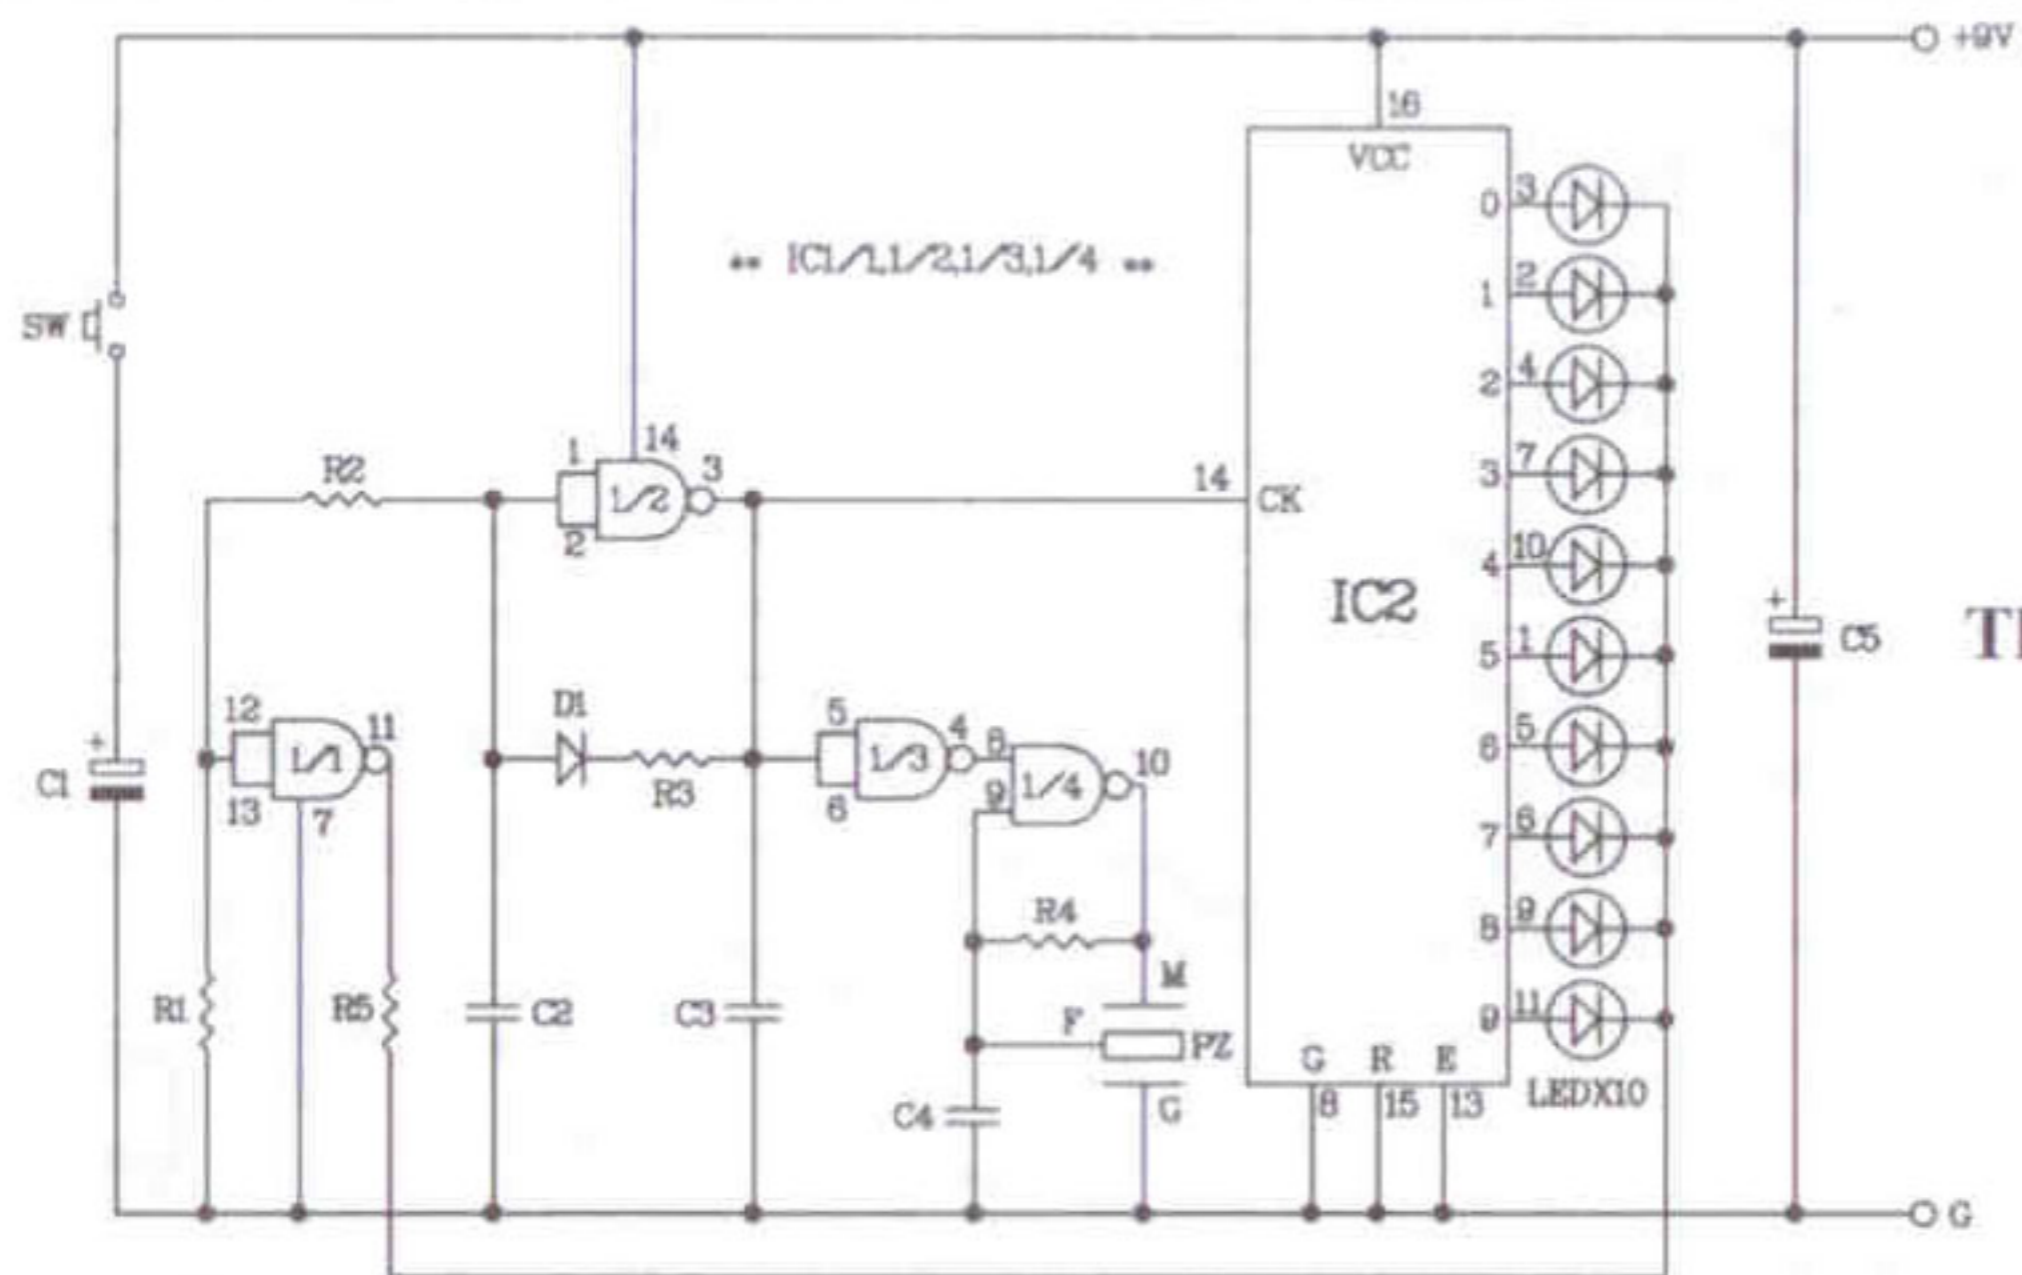 +9V
16
VCC
** IC1/1,1/2,1/3,1/4 **
0 3
1 2
2 4
3 7
4 10
5 1
6 5
7 6
8 9
9 11
SW
R2
1
14
3
1/2
2
14
CK
IC2
+
C5
12
11
1/1
13
7
D1
R3
5
4
1/3
6
8
10
1/4
9
+
C1
R4
M
R1
R5
C2
C3
F
PZ
G
C4
G R E
8 15 13
LEDX10
G